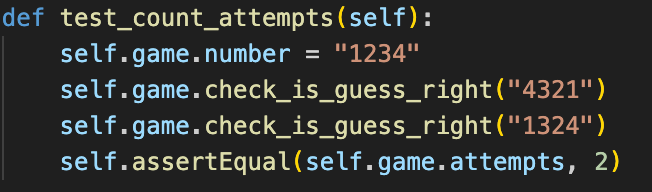 def test_count_attempts(self):
    self.game.number = "1234"
    self.game.check_is_guess_right("4321")
    self.game.check_is_guess_right("1324")
    self.assertEqual(self.game.attempts, 2)